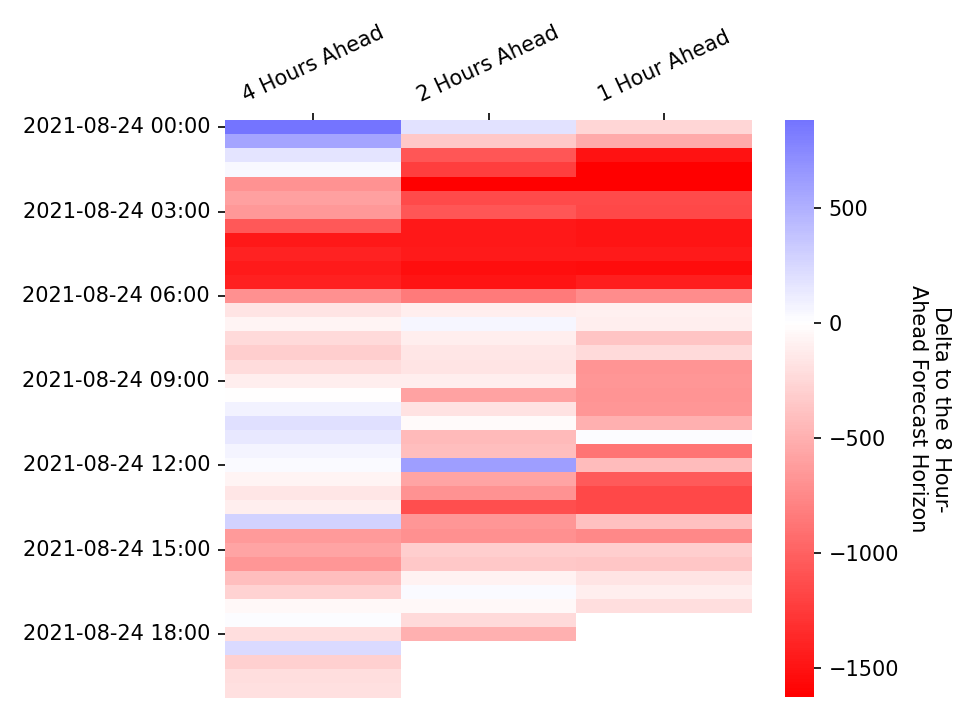 4 Hours Ahead
2 Hours Ahead
1 Hour Ahead
2021-08-24 00:00
2021-08-24 03:00
2021-08-24 06:00
2021-08-24 09:00
2021-08-24 12:00
2021-08-24 15:00
2021-08-24 18:00
500
0
−500
−1000
−1500
Delta to the 8 Hour-
Ahead Forecast Horizon